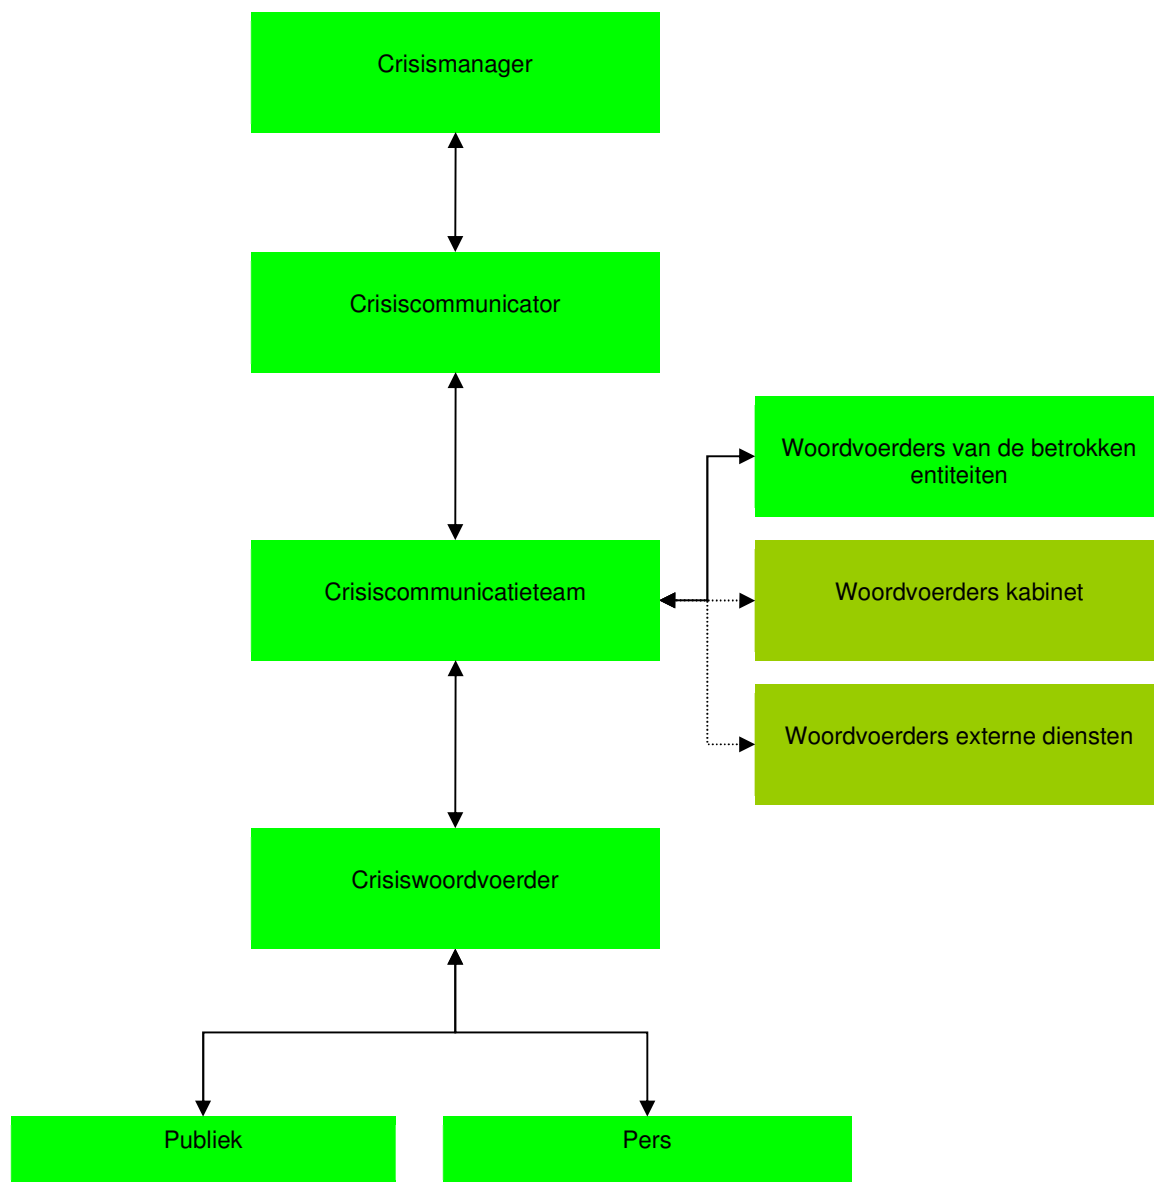 Crisismanager
Crisiscommunicator
Woordvoerders van de betrokken
entiteiten
Crisiscommunicatieteam
Woordvoerders kabinet
Woordvoerders externe diensten
Crisiswoordvoerder
Publiek
Pers